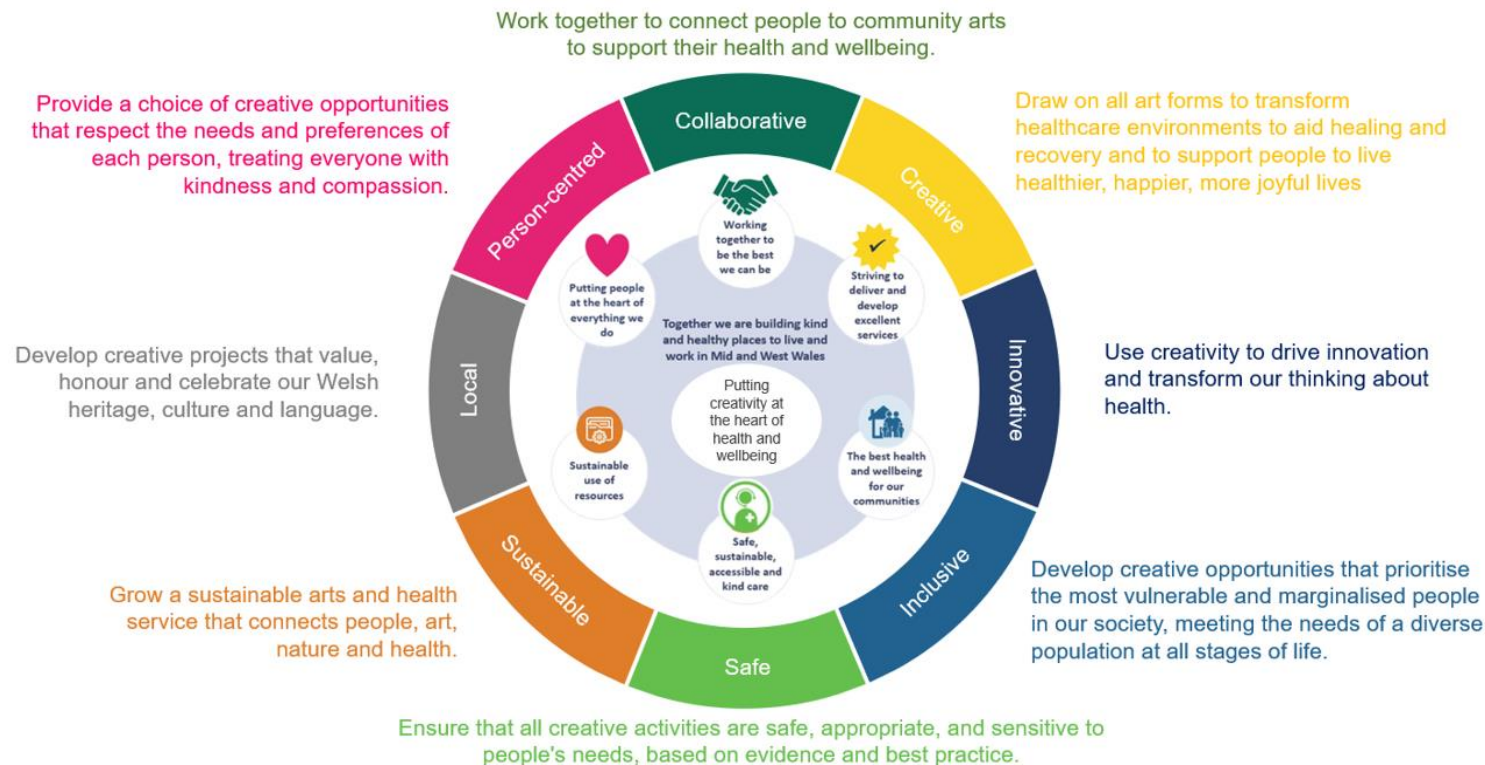 Work together to connect people to community arts
to support their health and wellbeing.
Collaborative
Draw on all art forms to transform
healthcare environments to aid healing and
recovery and to support people to live
healthier, happier, more joyful lives
Creative
Use creativity to drive innovation
and transform our thinking about
health.
Innovative
Develop creative opportunities that prioritise
the most vulnerable and marginalised people
in our society, meeting the needs of a diverse
population at all stages of life.
Inclusive
Ensure that all creative activities are safe, appropriate, and sensitive to
people's needs, based on evidence and best practice.
Safe
Grow a sustainable arts and health
service that connects people, art,
nature and health.
Sustainable
Develop creative projects that value,
honour and celebrate our Welsh
heritage, culture and language.
Local
Provide a choice of creative opportunities
that respect the needs and preferences of
each person, treating everyone with
kindness and compassion.
Person-centred
Working
together to
be the best
we can be
Striving to
deliver and
develop
excellent
services
The best health
and wellbeing
for our
communities
Safe,
sustainable,
accessible and
kind care
Sustainable
use of
resources
Putting people
at the heart of
everything we
do
Together we are building kind
and healthy places to live and
work in Mid and West Wales
Putting
creativity at
the heart of
health and
wellbeing